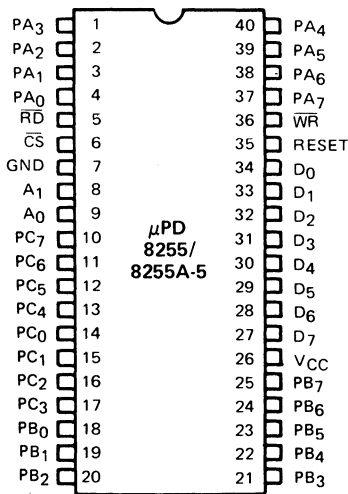 PA3 1 40 PA4
PA2 2 39 PA5
PA1 3 38 PA6
PA0 4 37 PA7
RD 5 36 WR
CS 6 35 RESET
GND 7 34 D0
A1 8 33 D1
A0 9 32 D2
PC7 10 31 D3
PC6 11 30 D4
PC5 12 29 D5
PC4 13 28 D6
PC0 14 27 D7
PC1 15 26 VCC
PC2 16 25 PB7
PC3 17 24 PB6
PB0 18 23 PB5
PB1 19 22 PB4
PB2 20 21 PB3
μPD
8255/
8255A-5